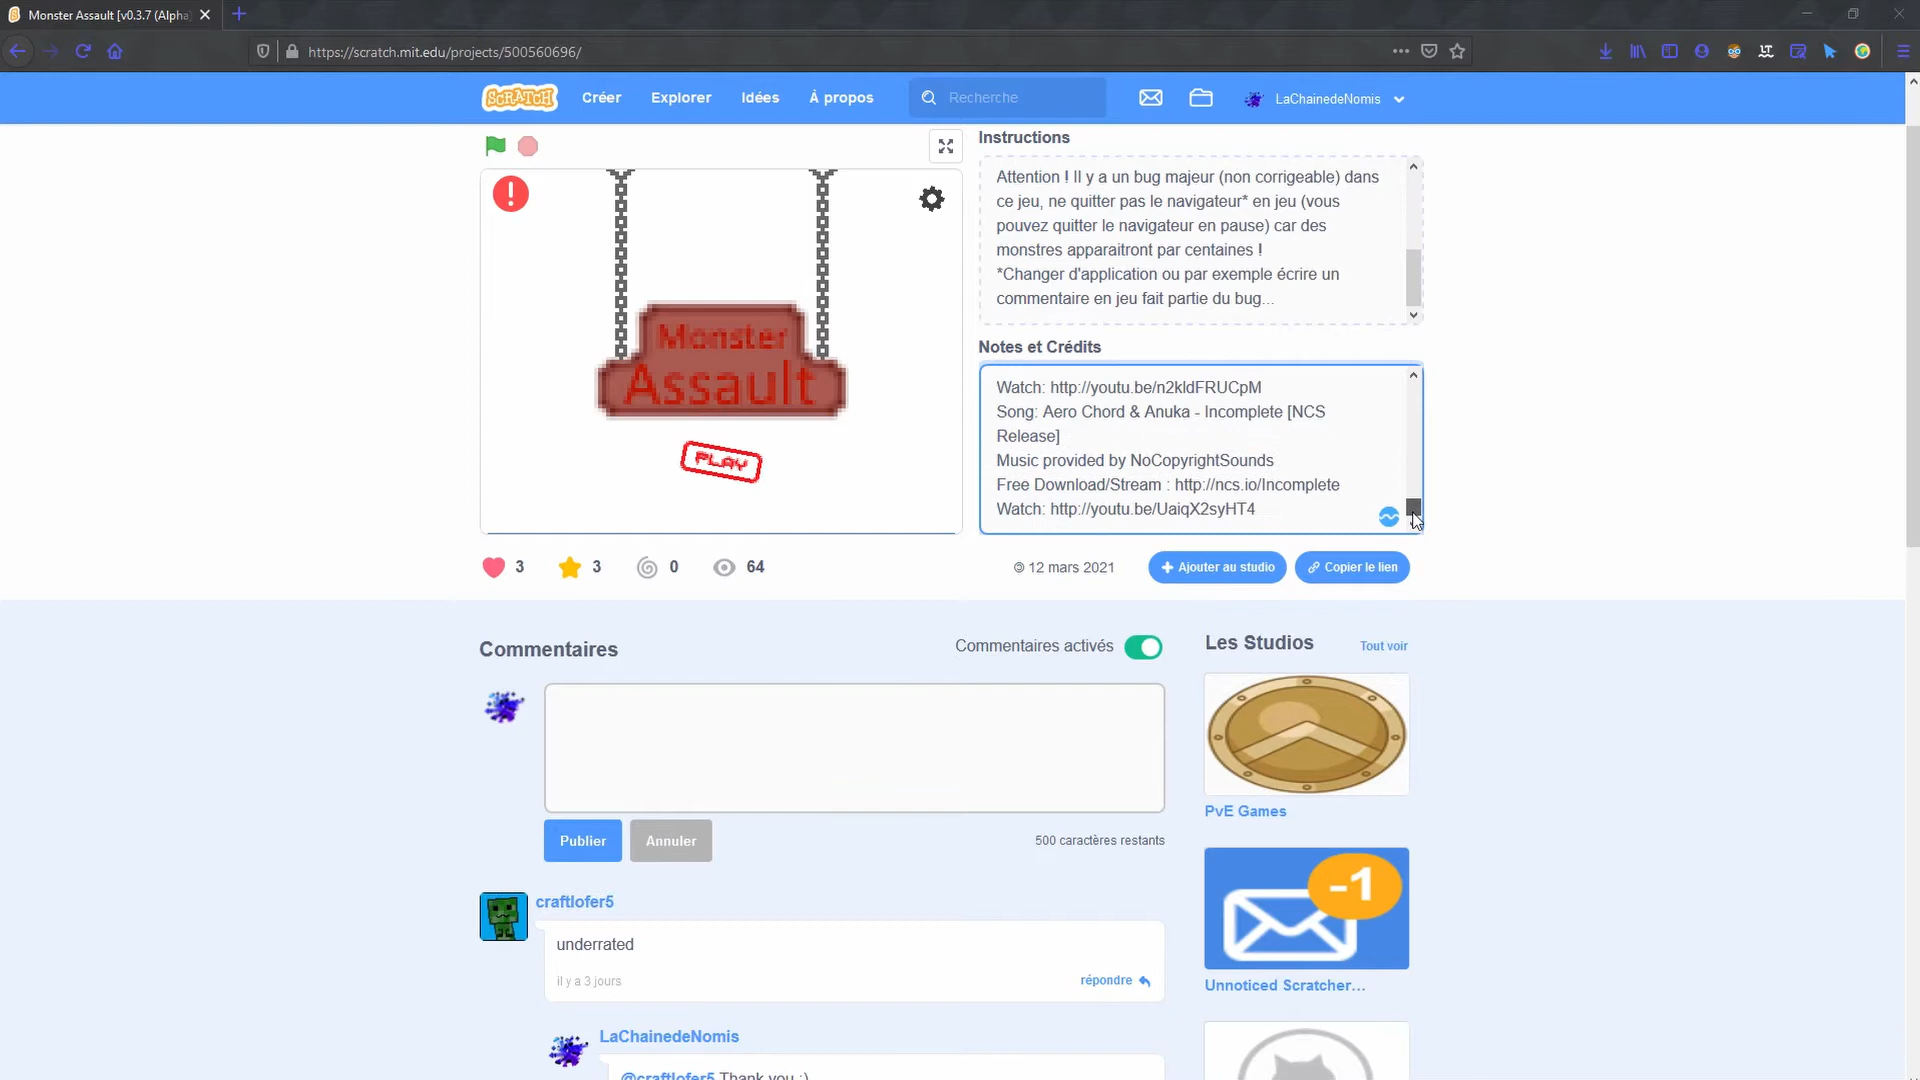 Monster Assault [v0.3.7 (Alpha
https://scratch.mit.edu/projects/500560696/
SCRATCH
Créer
Explorer
Idées
À propos
Recherche
LaChainedeNomis
Instructions
Attention ! Il y a un bug majeur (non corrigeable) dans
ce jeu, ne quitter pas le navigateur* en jeu (vous
pouvez quitter le navigateur en pause) car des
monstres apparaitront par centaines !
*Changer d'application ou par exemple écrire un
commentaire en jeu fait partie du bug...
!
Monster
Assault
PLAY
Notes et Crédits
Watch: http://youtu.be/n2kldFRUCpM
Song: Aero Chord & Anuka - Incomplete [NCS
Release]
Music provided by NoCopyrightSounds
Free Download/Stream : http://ncs.io/Incomplete
Watch: http://youtu.be/UaiqX2syHT4
3
3
0
64
12 mars 2021
Ajouter au studio
Copier le lien
Commentaires
Commentaires activés
Publier
Annuler
500 caractères restants
craftlofer5
underrated
il y a 3 jours
répondre
LaChainedeNomis
@craftlofer5 Thank you :)
Les Studios
Tout voir
PvE Games
-1
Unnoticed Scratcher...